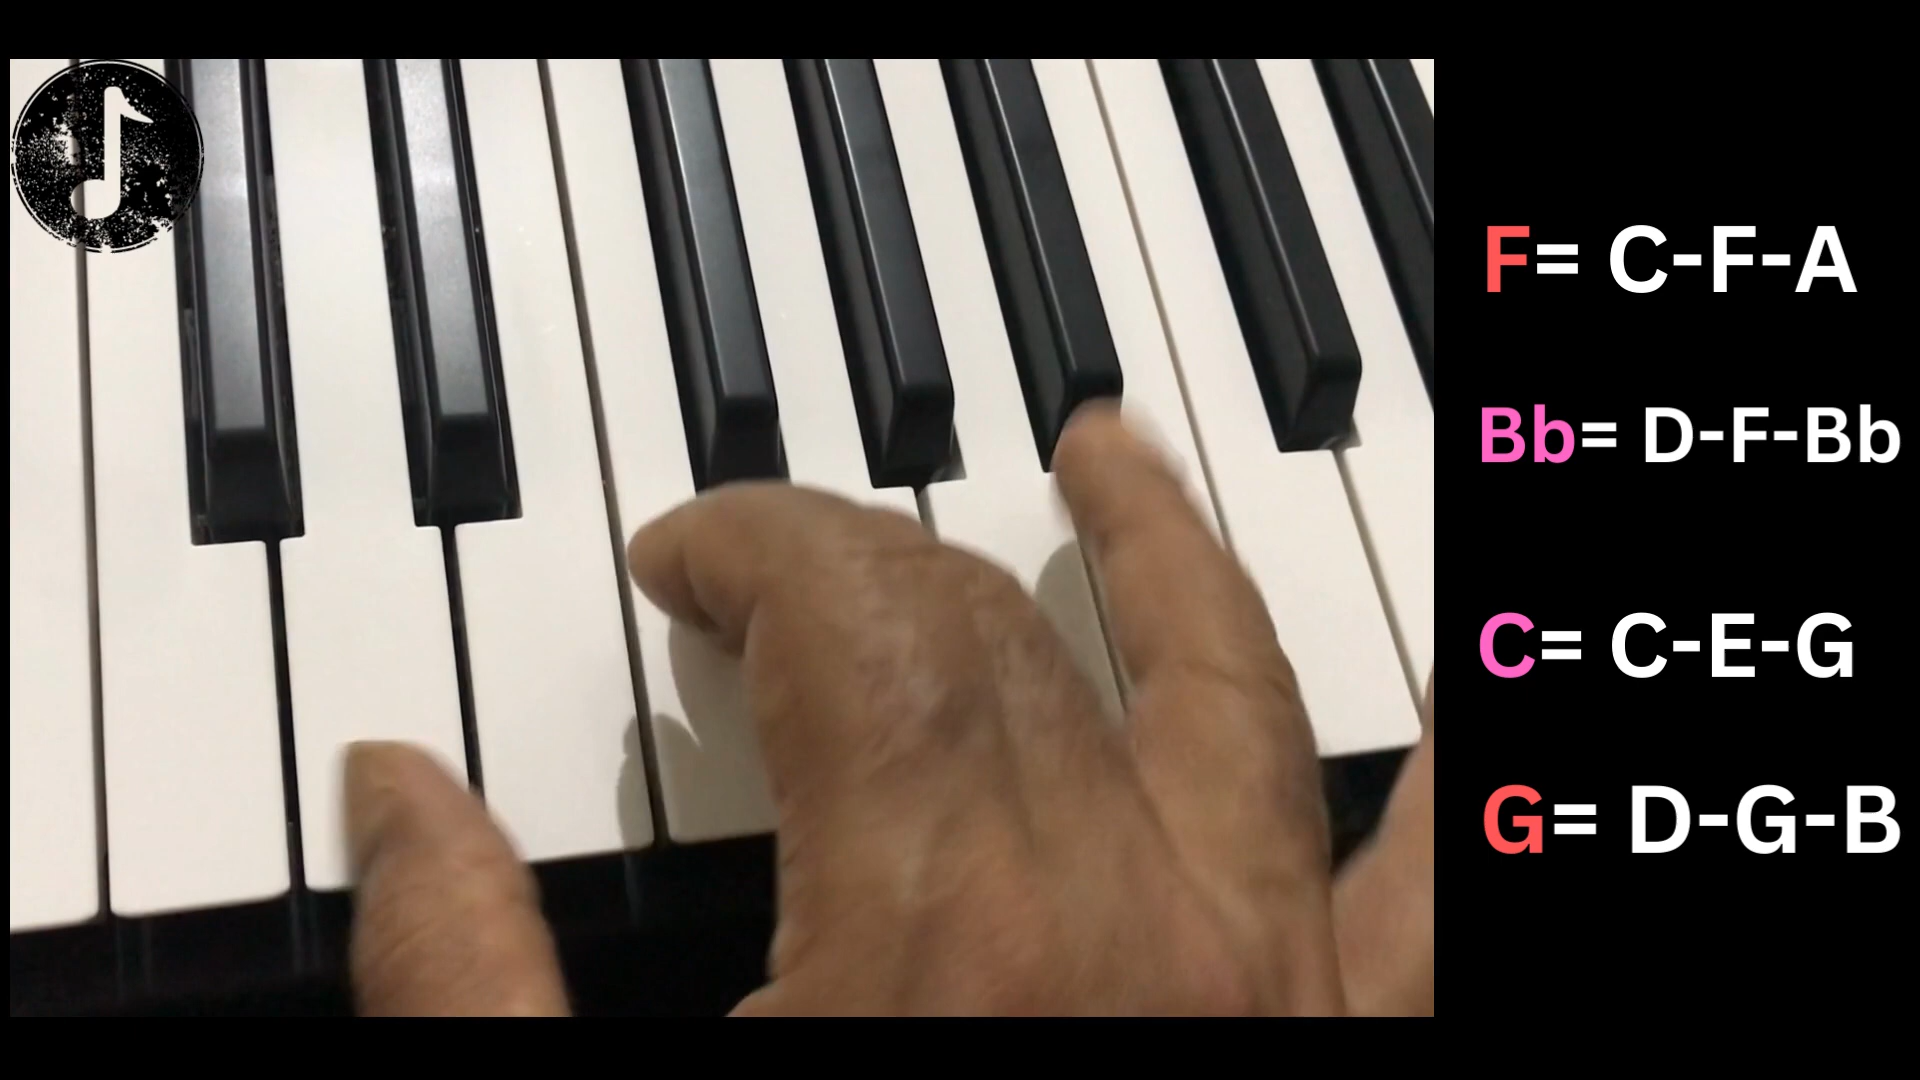 F= C-F-A
Bb= D-F-Bb
C= C-E-G
G= D-G-B